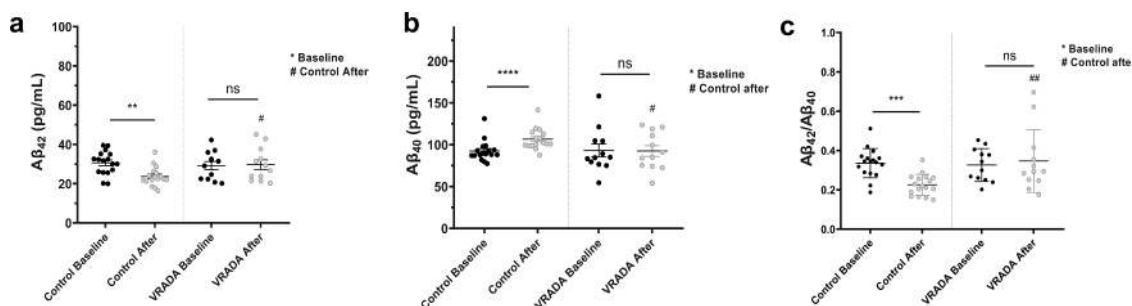 a
Aβ₄₂ (pg/mL)
100
80
60
40
20
0
**
ns
#
* Baseline
# Control After
Control Baseline
Control After
VRADA Baseline
VRADA After
b
Aβ₄₀ (pg/mL)
200
150
100
50
0
****
ns
#
* Baseline
# Control after
Control Baseline
Control After
VRADA Baseline
VRADA After
c
Aβ₄₂/Aβ₄₀
1.0
0.8
0.6
0.4
0.2
0.0
***
ns
##
* Baseline
# Control afte
Control Baseline
Control After
VRADA Baseline
VRADA After